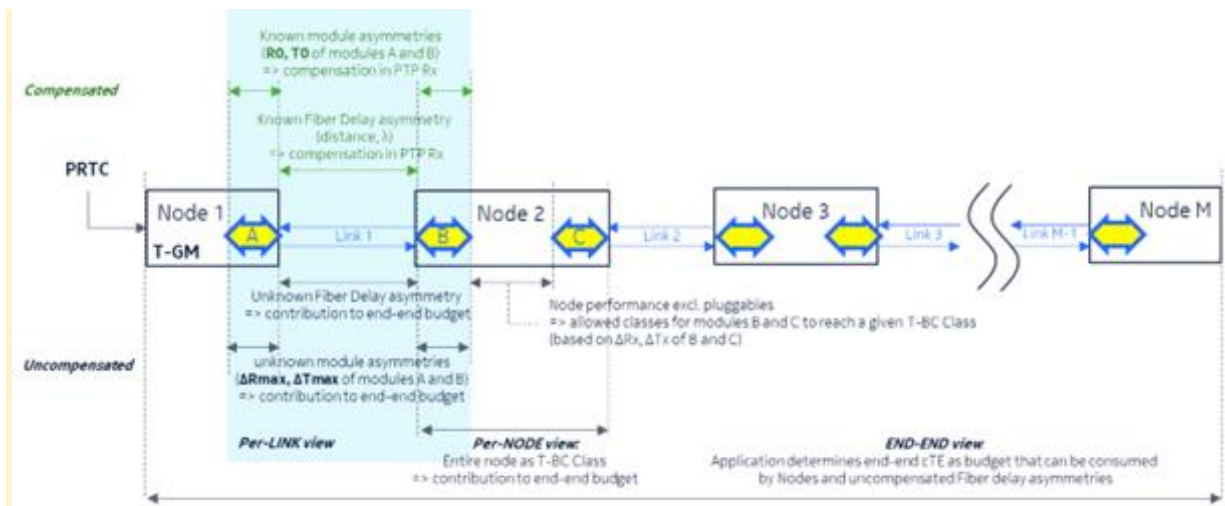 Known module asymmetries
(R0, T0 of modules A and B)
=> compensation in PTP Rx
Compensated
Known Fiber Delay asymmetry
(distance, λ)
=> compensation in PTP Rx
PRTC
Node 1
A
T-GM
Link 1
B
Node 2
C
Link 2
Node 3
Link 3
Link M-1
Node M
Unknown Fiber Delay asymmetry
=> contribution to end-end budget
Node performance excl. pluggables
=> allowed classes for modules B and C to reach a given T-BC Class
(based on ΔRx, ΔTx of B and C)
Uncompensated
unknown module asymmetries
(ΔRmax, ΔTmax of modules A and B)
=> contribution to end-end budget
Per-LINK view
Per-NODE view:
Entire node as T-BC Class
=> contribution to end-end budget
END-END view
Application determines end-end cTE as budget that can be consumed
by Nodes and uncompensated Fiber delay asymmetries